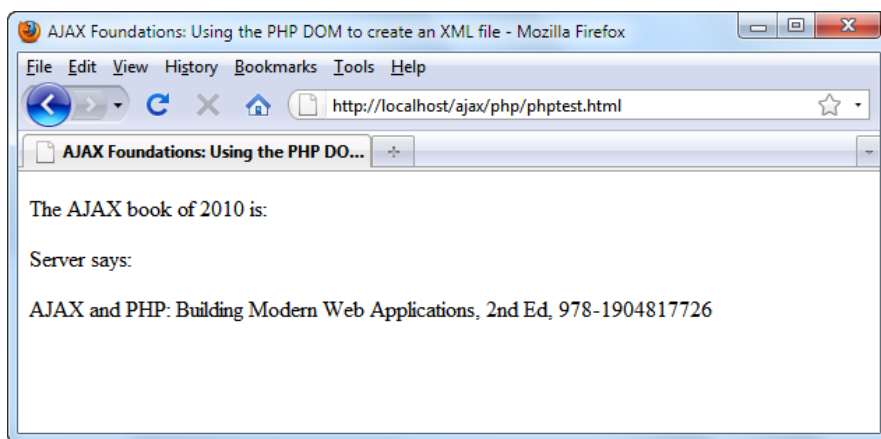 AJAX Foundations: Using the PHP DOM to create an XML file - Mozilla Firefox
File Edit View History Bookmarks Tools Help
http://localhost/ajax/php/phptest.html
AJAX Foundations: Using the PHP DO...
The AJAX book of 2010 is:
Server says:
AJAX and PHP: Building Modern Web Applications, 2nd Ed, 978-1904817726